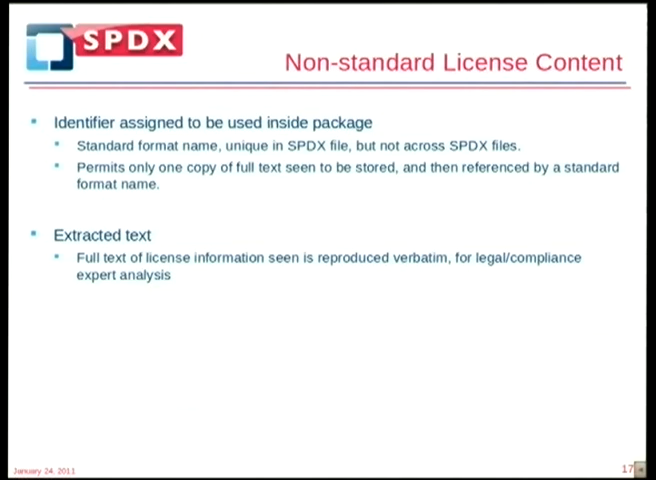 SPDX
Non-standard License Content
Identifier assigned to be used inside package
Standard format name, unique in SPDX file, but not across SPDX files.
Permits only one copy of full text seen to be stored, and then referenced by a standard
format name.
Extracted text
Full text of license information seen is reproduced verbatim, for legal/compliance
expert analysis
January 24, 2011
17